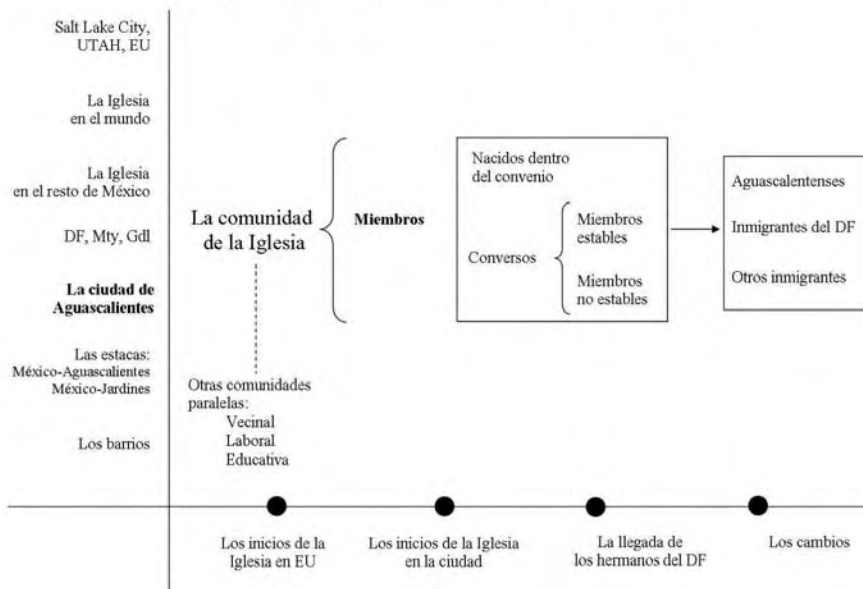 Salt Lake City,
UTAH, EU
La Iglesia
en el mundo
La Iglesia
en el resto de México
DF, Mty, Gdl
La ciudad de
Aguascalientes
Las estacas:
México-Aguascalientes
México-Jardines
Los barrios
La comunidad
de la Iglesia
Otras comunidades
paralelas:
Vecinal
Laboral
Educativa
Miembros
Nacidos dentro
del convenio
Conversos
Miembros
estables
Miembros
no estables
Aguascalentenses
Inmigrantes del DF
Otros inmigrantes
Los inicios de la
Iglesia en EU
Los inicios de la Iglesia
en la ciudad
La llegada de
los hermanos del DF
Los cambios